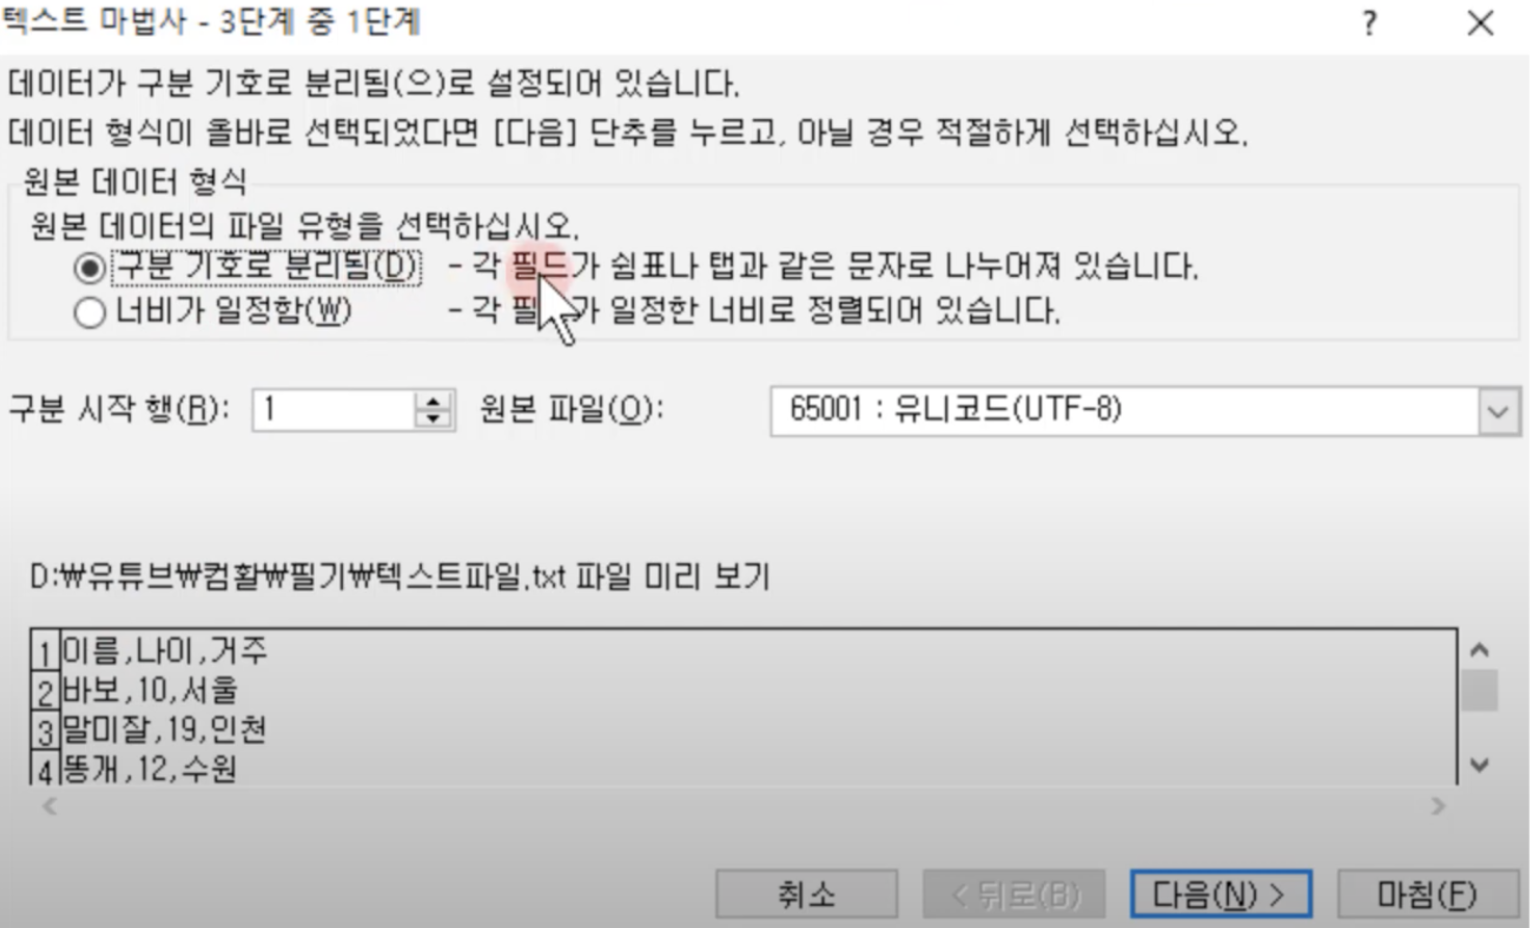 텍스트 마법사 - 3단계 중 1단계
데이터가 구분 기호로 분리됨(으)로 설정되어 있습니다.
데이터 형식이 올바로 선택되었다면 [다음] 단추를 누르고, 아닐 경우 적절하게 선택하십시오.
원본 데이터 형식
원본 데이터의 파일 유형을 선택하십시오.
구분 기호로 분리됨(D) - 각 필드가 쉼표나 탭과 같은 문자로 나누어져 있습니다.
너비가 일정함(W) - 각 필드가 일정한 너비로 정렬되어 있습니다.
구분 시작 행(R): 1 원본 파일(O): 65001 : 유니코드(UTF-8)
D:₩유튜브₩컴활₩필기₩텍스트파일.txt 파일 미리 보기
1 이름,나이,거주
2 바보,10,서울
3 말미잘,19,인천
4 똥개,12,수원
취소 < 뒤로(B) 다음(N) > 마침(F)